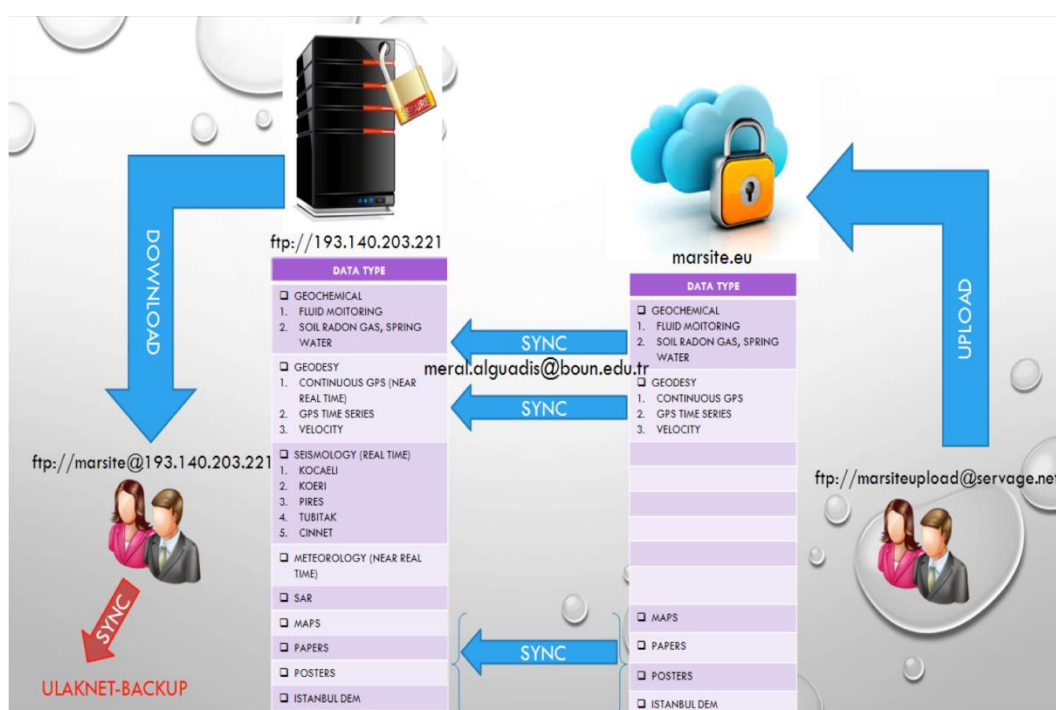 SECURE
ftp://193.140.203.221
DATA TYPE
❑ GEOCHEMICAL
1. FLUID MOITORING
2. SOIL RADON GAS, SPRING
WATER
❑ GEODESY
1. CONTINUOUS GPS (NEAR
REAL TIME)
2. GPS TIME SERIES
3. VELOCITY
❑ SEISMOLOGY (REAL TIME)
1. KOCAELI
2. KOERI
3. PIRES
4. TUBITAK
5. CINNET
❑ METEOROLOGY (NEAR REAL
TIME)
❑ SAR
❑ MAPS
❑ PAPERS
❑ POSTERS
❑ ISTANBUL DEM
DOWNLOAD
ftp://marsite@193.140.203.221
SYNC
ULAKNET-BACKUP
SYNC
meral.alguadis@boun.edu.tr
SYNC
SYNC
marsite.eu
DATA TYPE
❑ GEOCHEMICAL
1. FLUID MOITORING
2. SOIL RADON GAS, SPRING
WATER
❑ GEODESY
1. CONTINUOUS GPS
2. GPS TIME SERIES
3. VELOCITY
❑ MAPS
❑ PAPERS
❑ POSTERS
❑ ISTANBUL DEM
UPLOAD
ftp://marsiteupload@servage.net